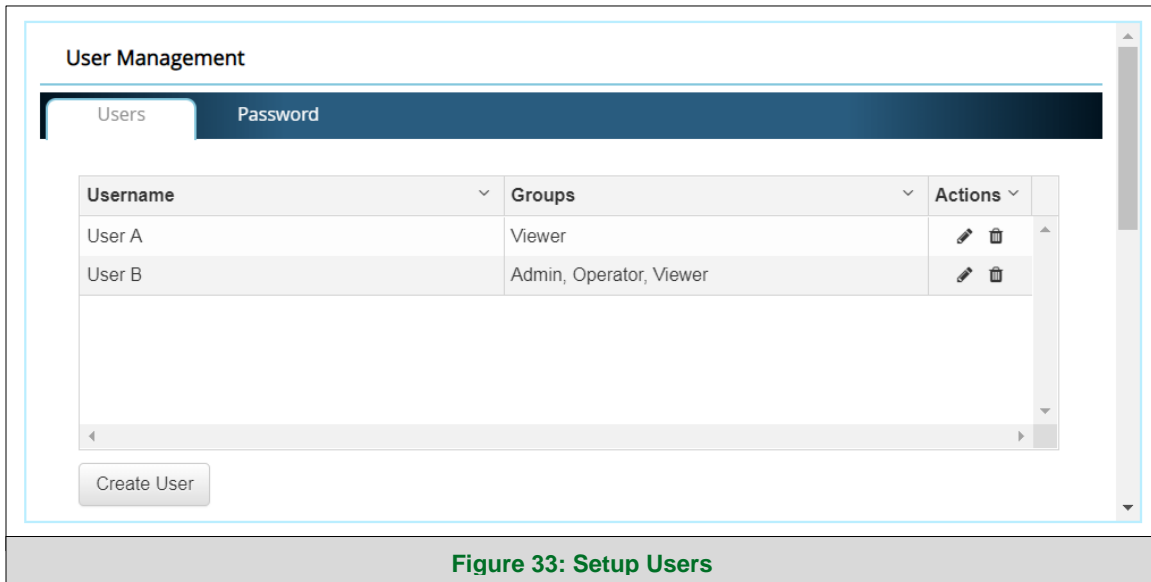 User Management
Users Password
Username Groups Actions
User A Viewer
User B Admin, Operator, Viewer
Create User
Figure 33: Setup Users